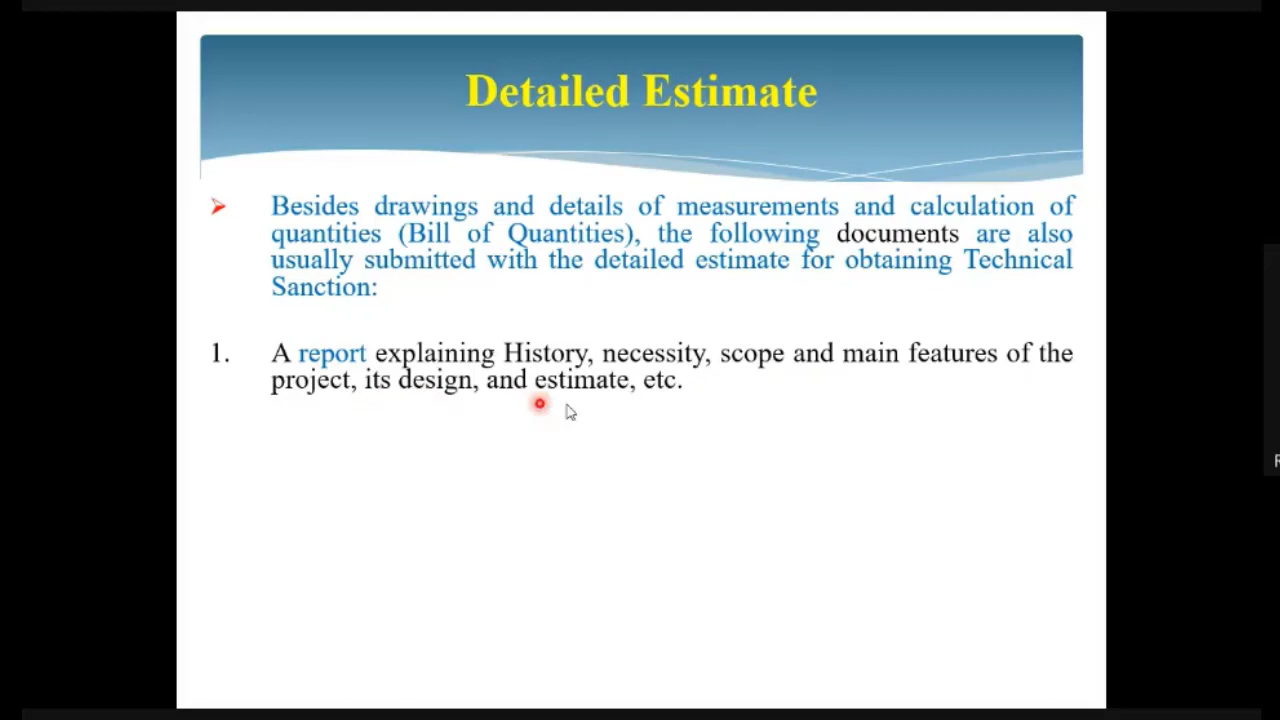 Detailed Estimate
Besides drawings and details of measurements and calculation of
quantities (Bill of Quantities), the following documents are also
usually submitted with the detailed estimate for obtaining Technical
Sanction:
1. A report explaining History, necessity, scope and main features of the
project, its design, and estimate, etc.
R